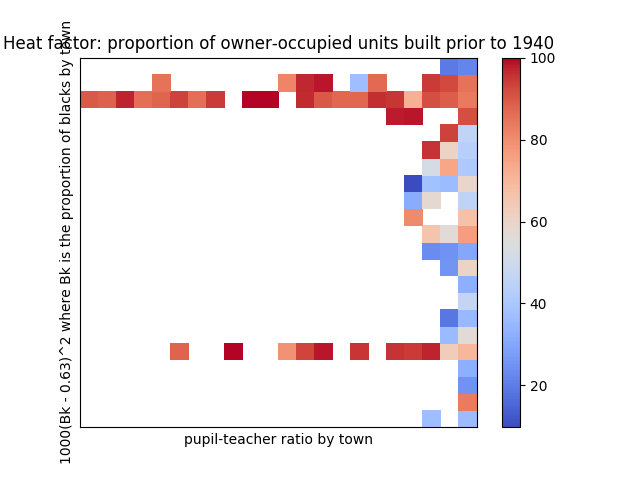 Heat factor: proportion of owner-occupied units built prior to 1940
1000(Bk - 0.63)^2 where Bk is the proportion of blacks by town
pupil-teacher ratio by town
100
80
60
40
20